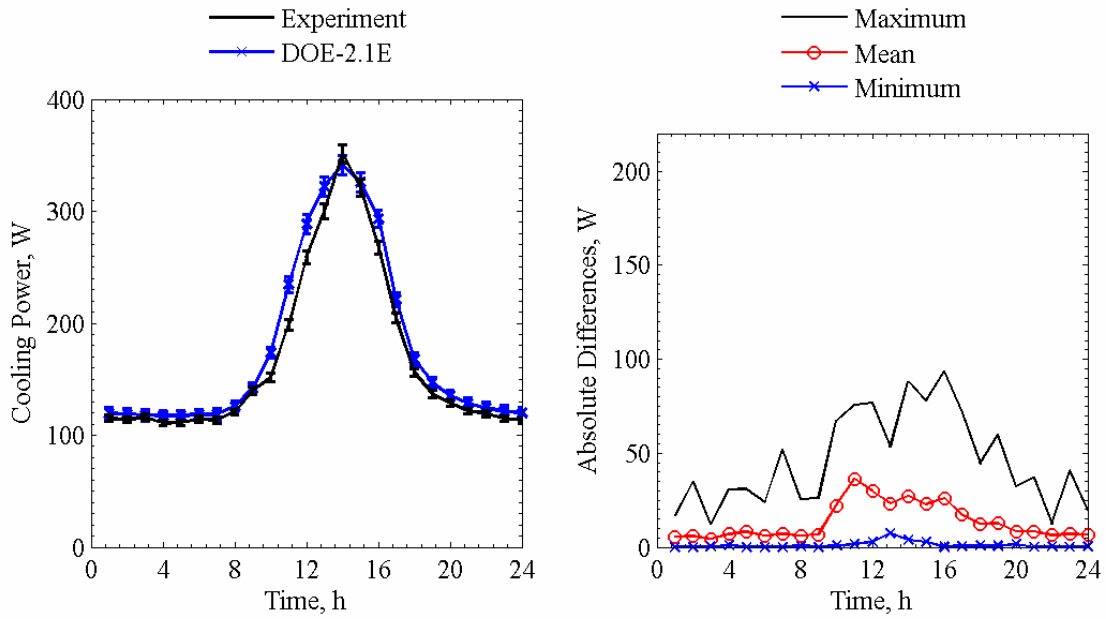 Experiment
DOE-2.1E
400
300
200
100
0
0 4 8 12 16 20 24
Cooling Power, W
Time, h
Maximum
Mean
Minimum
200
150
100
50
0
0 4 8 12 16 20 24
Absolute Differences, W
Time, h